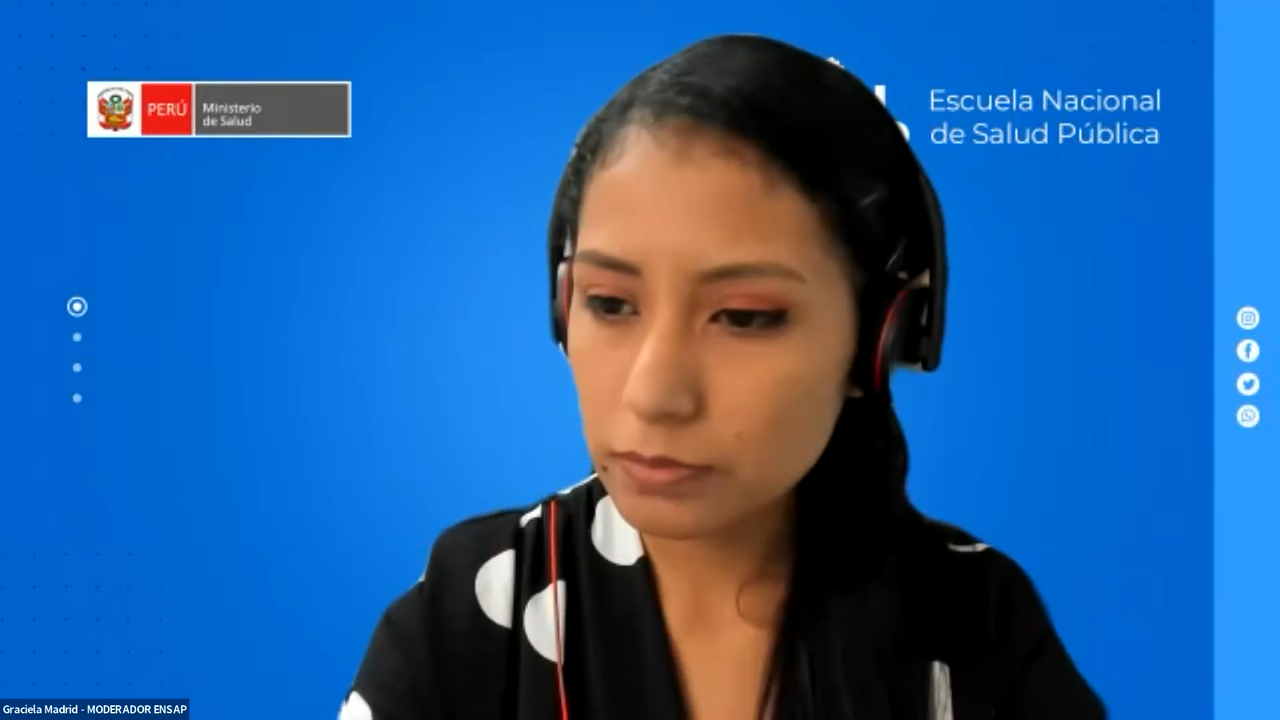 PERÚ
Ministerio
de Salud
Escuela Nacional
de Salud Pública
Graciela Madrid - MODERADOR ENSAP